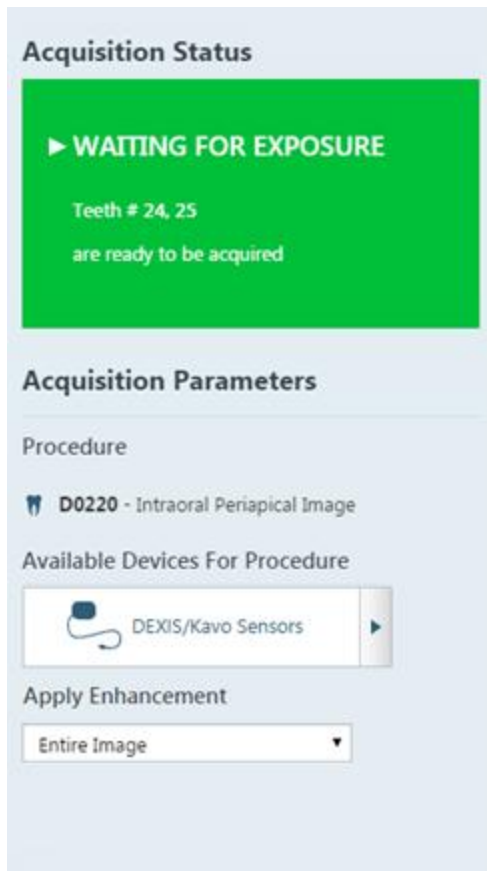 Acquisition Status
WAITING FOR EXPOSURE
Teeth # 24, 25
are ready to be acquired
Acquisition Parameters
Procedure
D0220 - Intraoral Periapical Image
Available Devices For Procedure
DEXIS/Kavo Sensors
Apply Enhancement
Entire Image